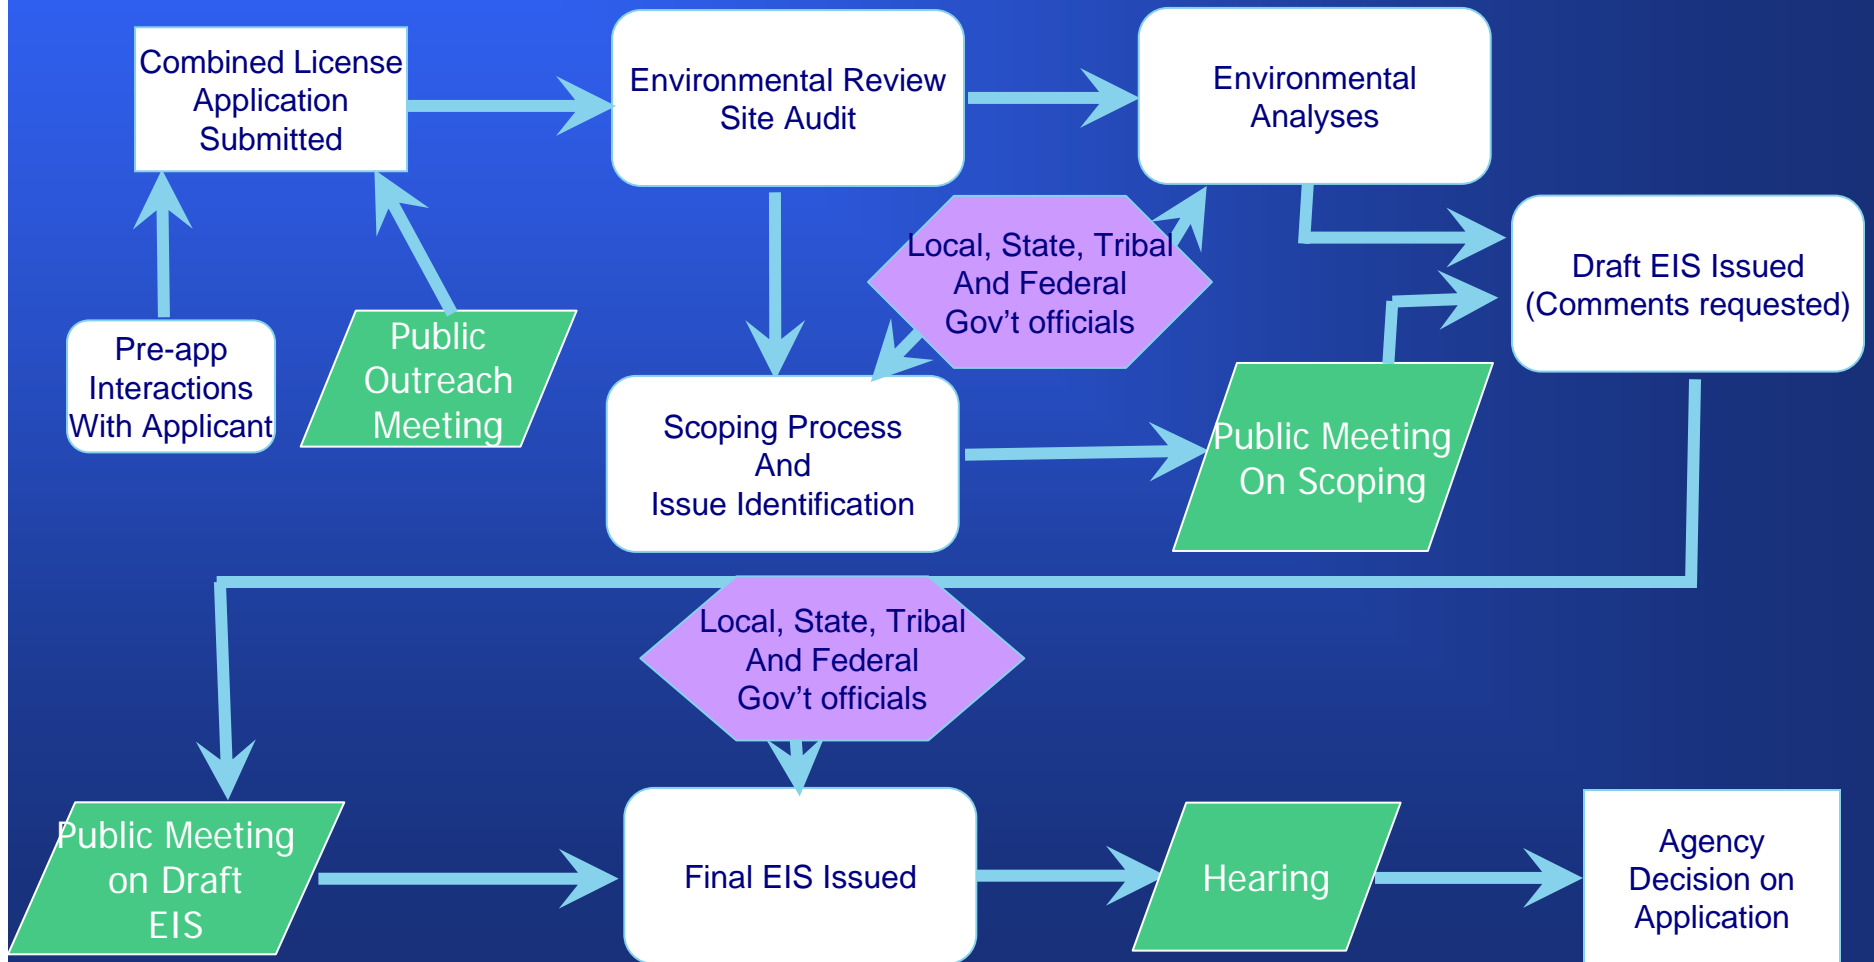 Combined License
Application
Submitted
Environmental Review
Site Audit
Environmental
Analyses
Local, State, Tribal
And Federal
Gov't officials
Draft EIS Issued
(Comments requested)
Pre-app
Interactions
With Applicant
Public
Outreach
Meeting
Scoping Process
And
Issue Identification
Public Meeting
On Scoping
Local, State, Tribal
And Federal
Gov’t officials
Public Meeting
on Draft
EIS
Final EIS Issued
Hearing
Agency
Decision on
Application